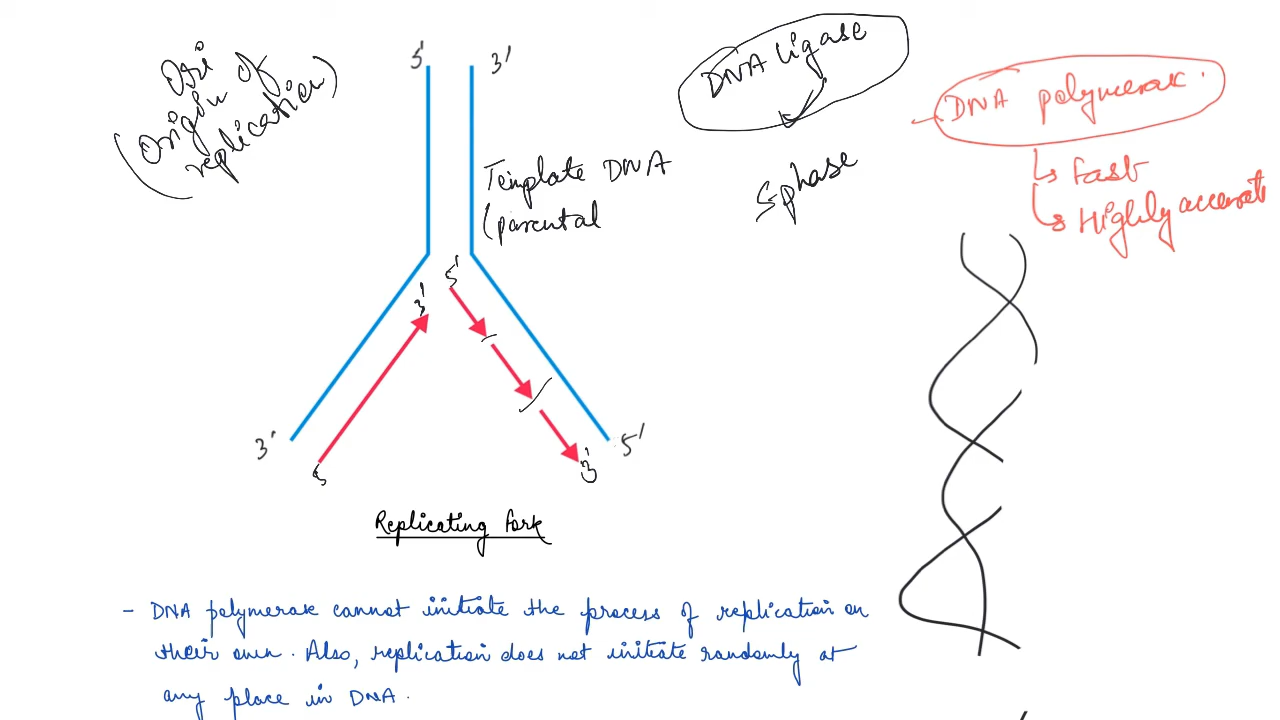 Ori
(Origin of
replication)
5'
3'
DNA ligase
S phase
DNA polymerase
Fast
Highly accurate
Template DNA
(parental
5'
3'
3'
5
3'
5'
Replicating fork
- DNA polymerase cannot initiate the process of replication on
their own. Also, replication does not initiate randomly at
any place in DNA.